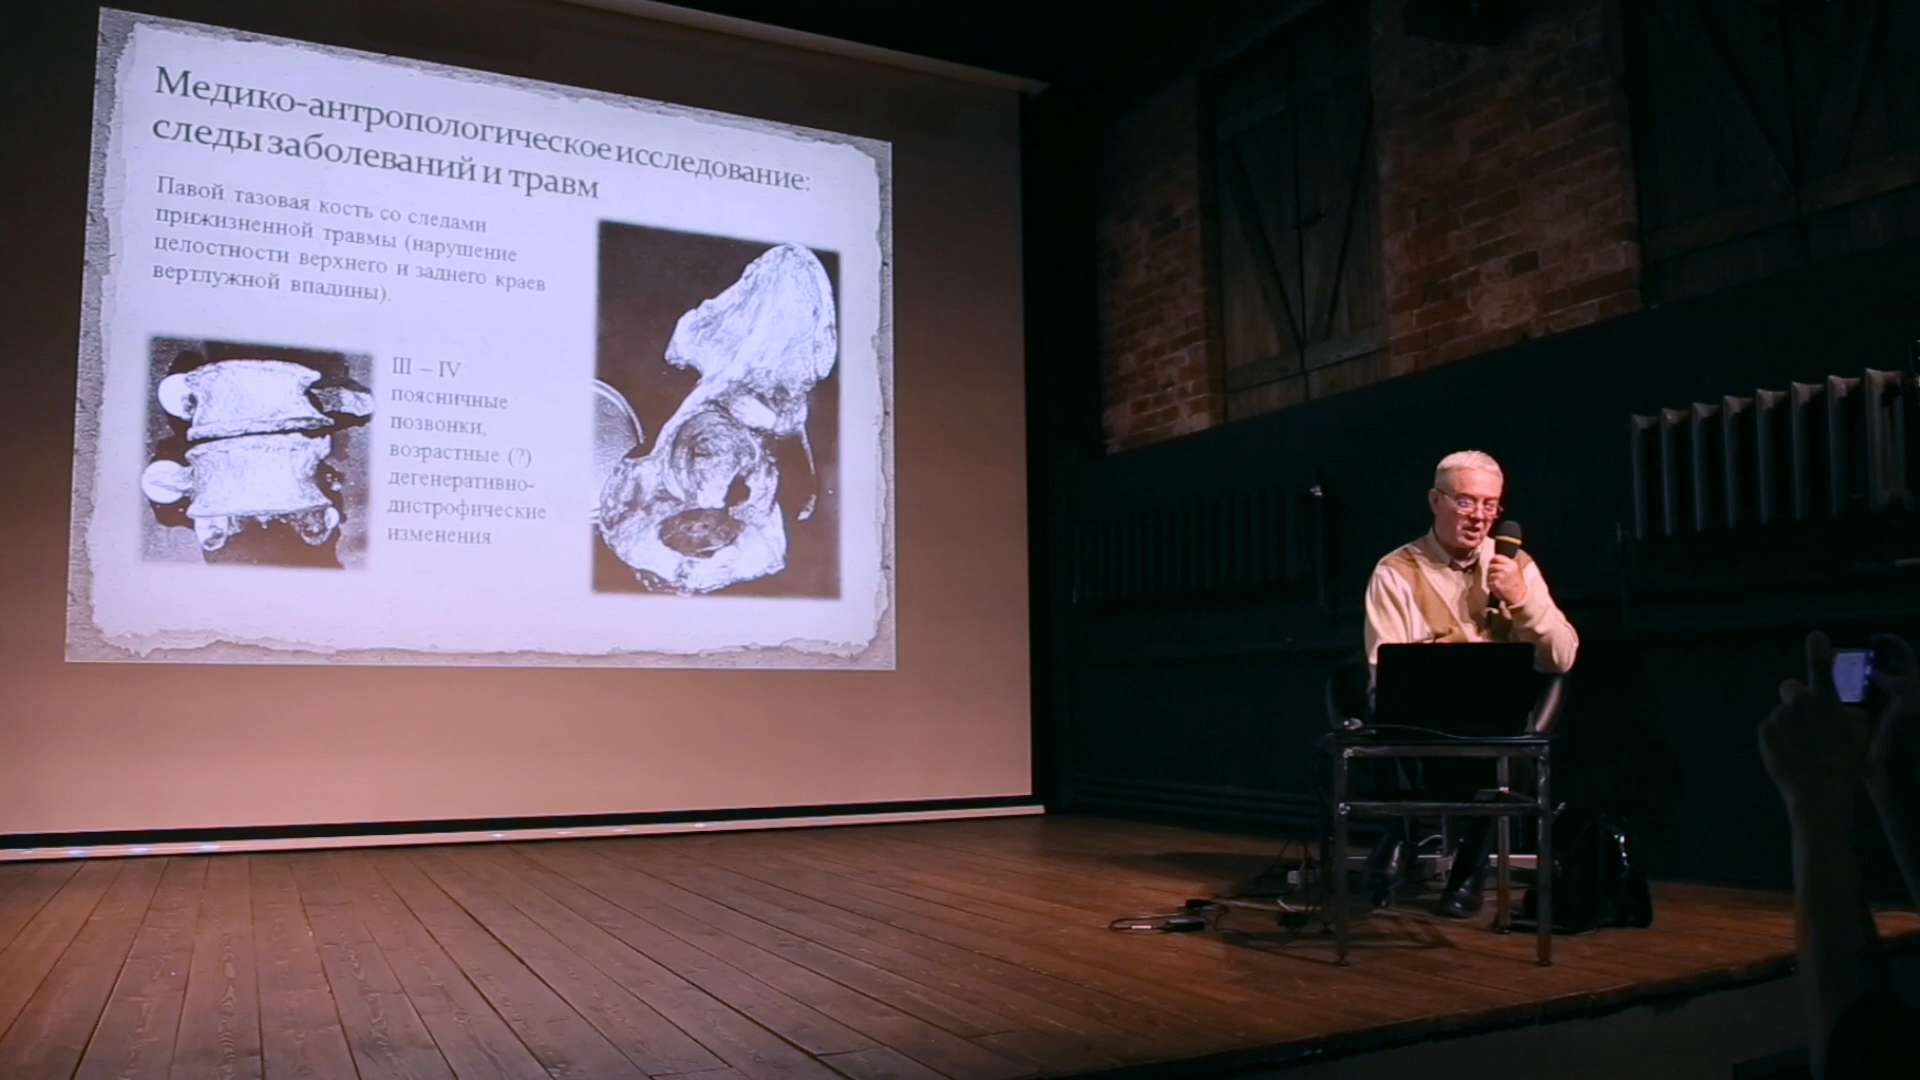 Медико-антропологическое исследование:
следы заболеваний и травм
Павой тазовая кость со следами
прижизненной травмы (нарушение
целостности верхнего и заднего краев
вертлужной впадины).
III – IV
поясничные
позвонки,
возрастные (?)
дегенеративно-
дистрофические
изменения